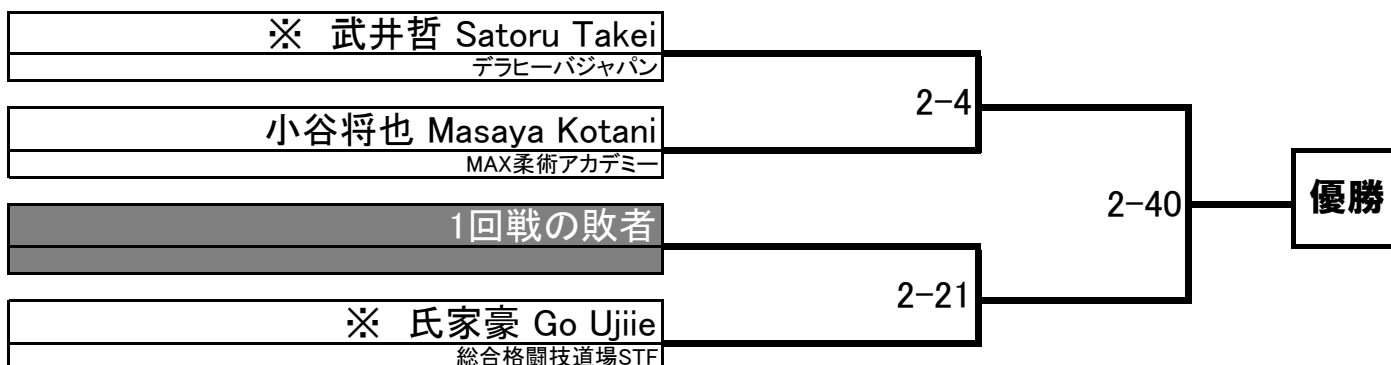 ※ 武井哲 Satoru Takei
デラヒーバジャパン
2-4
小谷将也 Masaya Kotani
MAX柔術アカデミー
2-40
優勝
1回戦の敗者
2-21
※ 氏家豪 Go Ujiie
総合格闘技道場STF